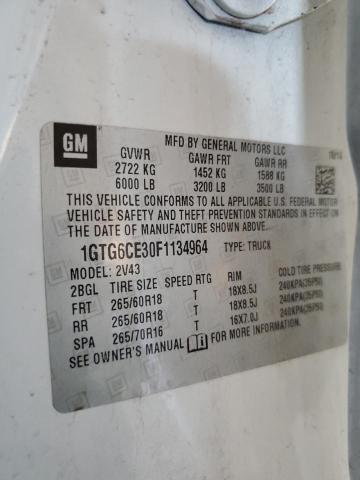 GM
MFD BY GENERAL MOTORS LLC
GVWR GAWR FRT GAWR RR
2722 KG 1452 KG 1588 KG
6000 LB 3200 LB 3500 LB
THIS VEHICLE CONFORMS TO ALL APPLICABLE U.S. FEDERAL MOTOR
VEHICLE SAFETY AND THEFT PREVENTION STANDARDS IN EFFECT ON
THE DATE OF MANUFACTURE SHOWN ABOVE.
1GTG6CE30F1134964 TYPE: TRUCK
MODEL: 2V43
2BGL TIRE SIZE SPEED RTG RIM COLD TIRE PRESSURE
FRT 265/60R18 T 18X8.5J 240KPA(35PSI)
RR 265/60R18 T 18X8.5J 240KPA(35PSI)
SPA 265/70R16 T 16X7.0J 240KPA(35PSI)
SEE OWNER'S MANUAL FOR MORE INFORMATION.